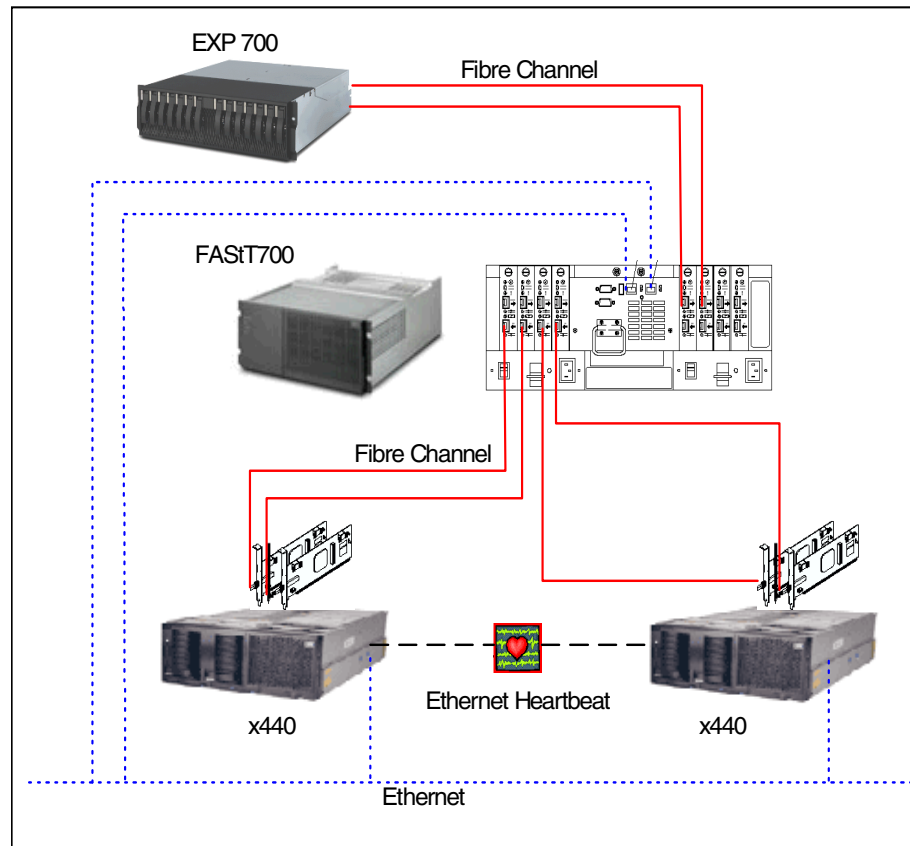 EXP 700
Fibre Channel
FAStT700
Fibre Channel
Ethernet Heartbeat
x440
x440
Ethernet